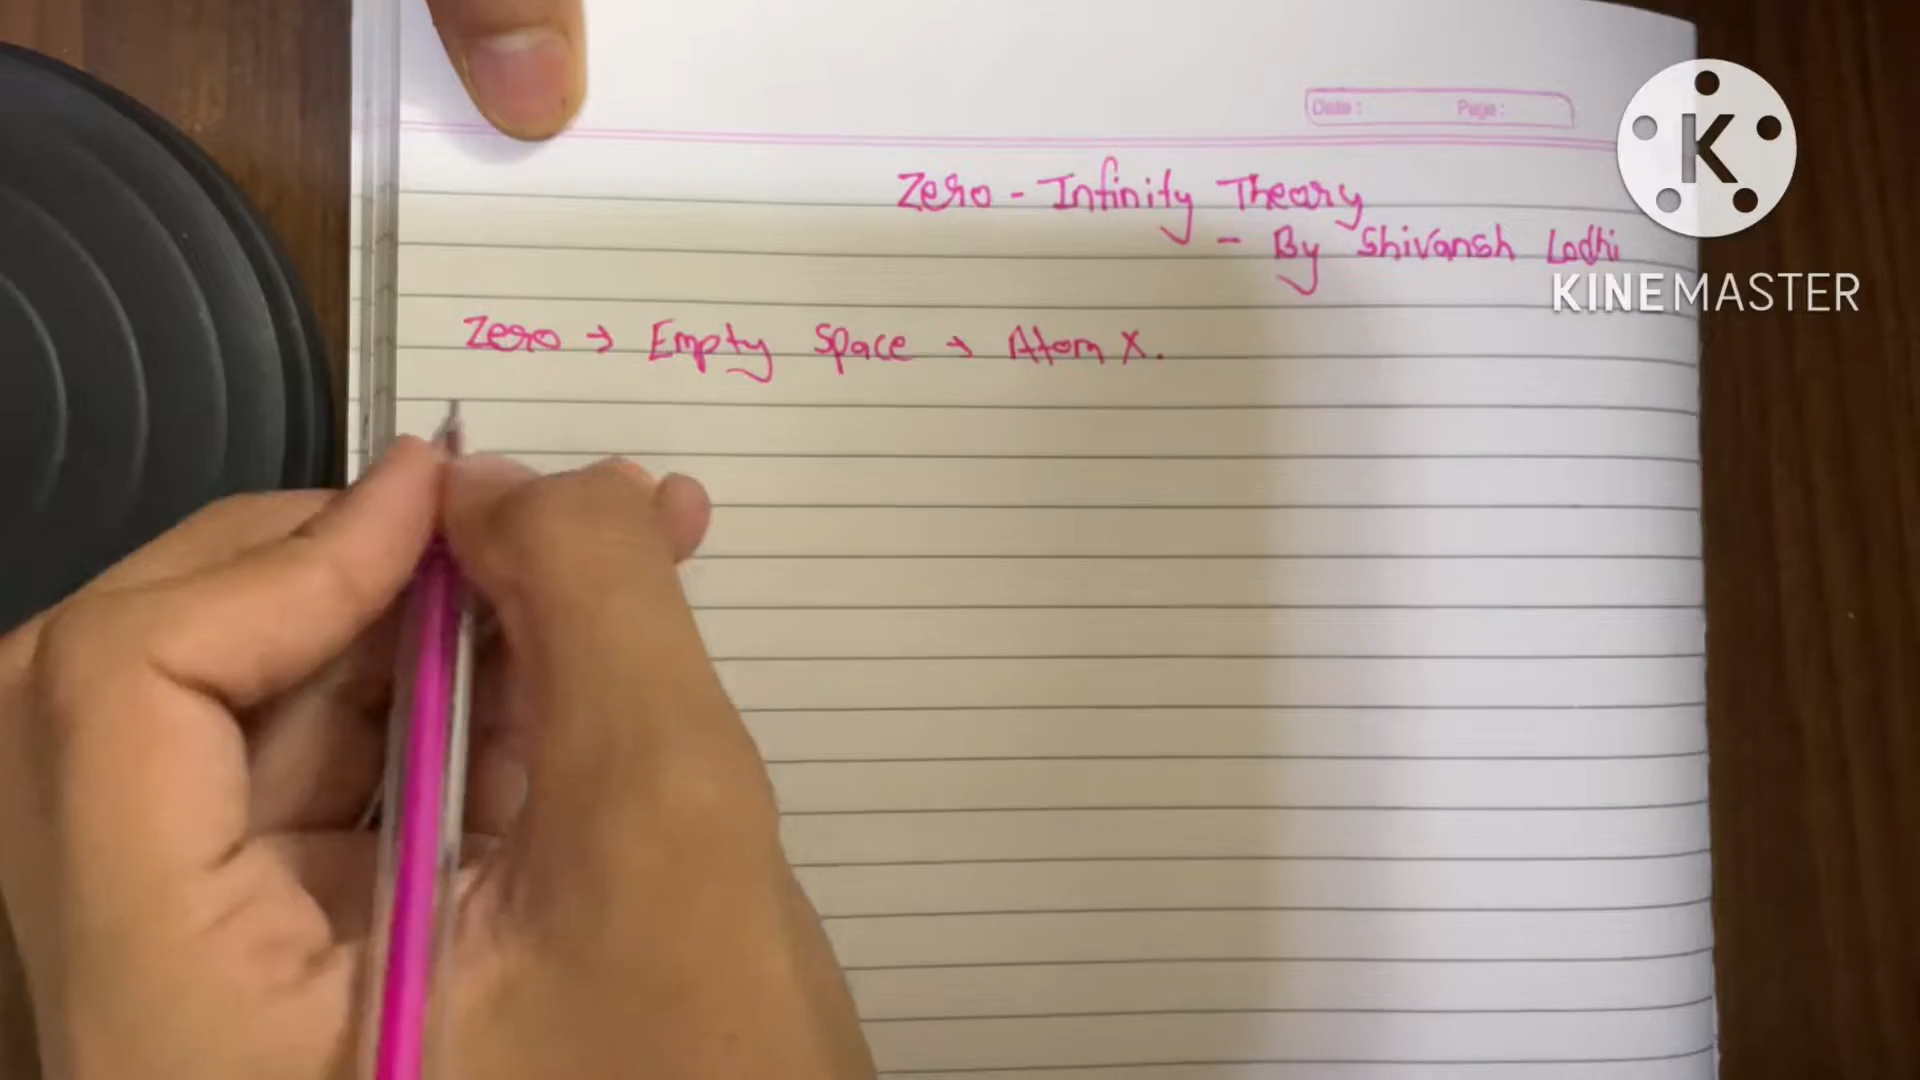 Date : Page :
Zero - Infinity Theory
- By Shivansh Lodhi
Zero → Empty Space → Atom X.
K
KINEMASTER